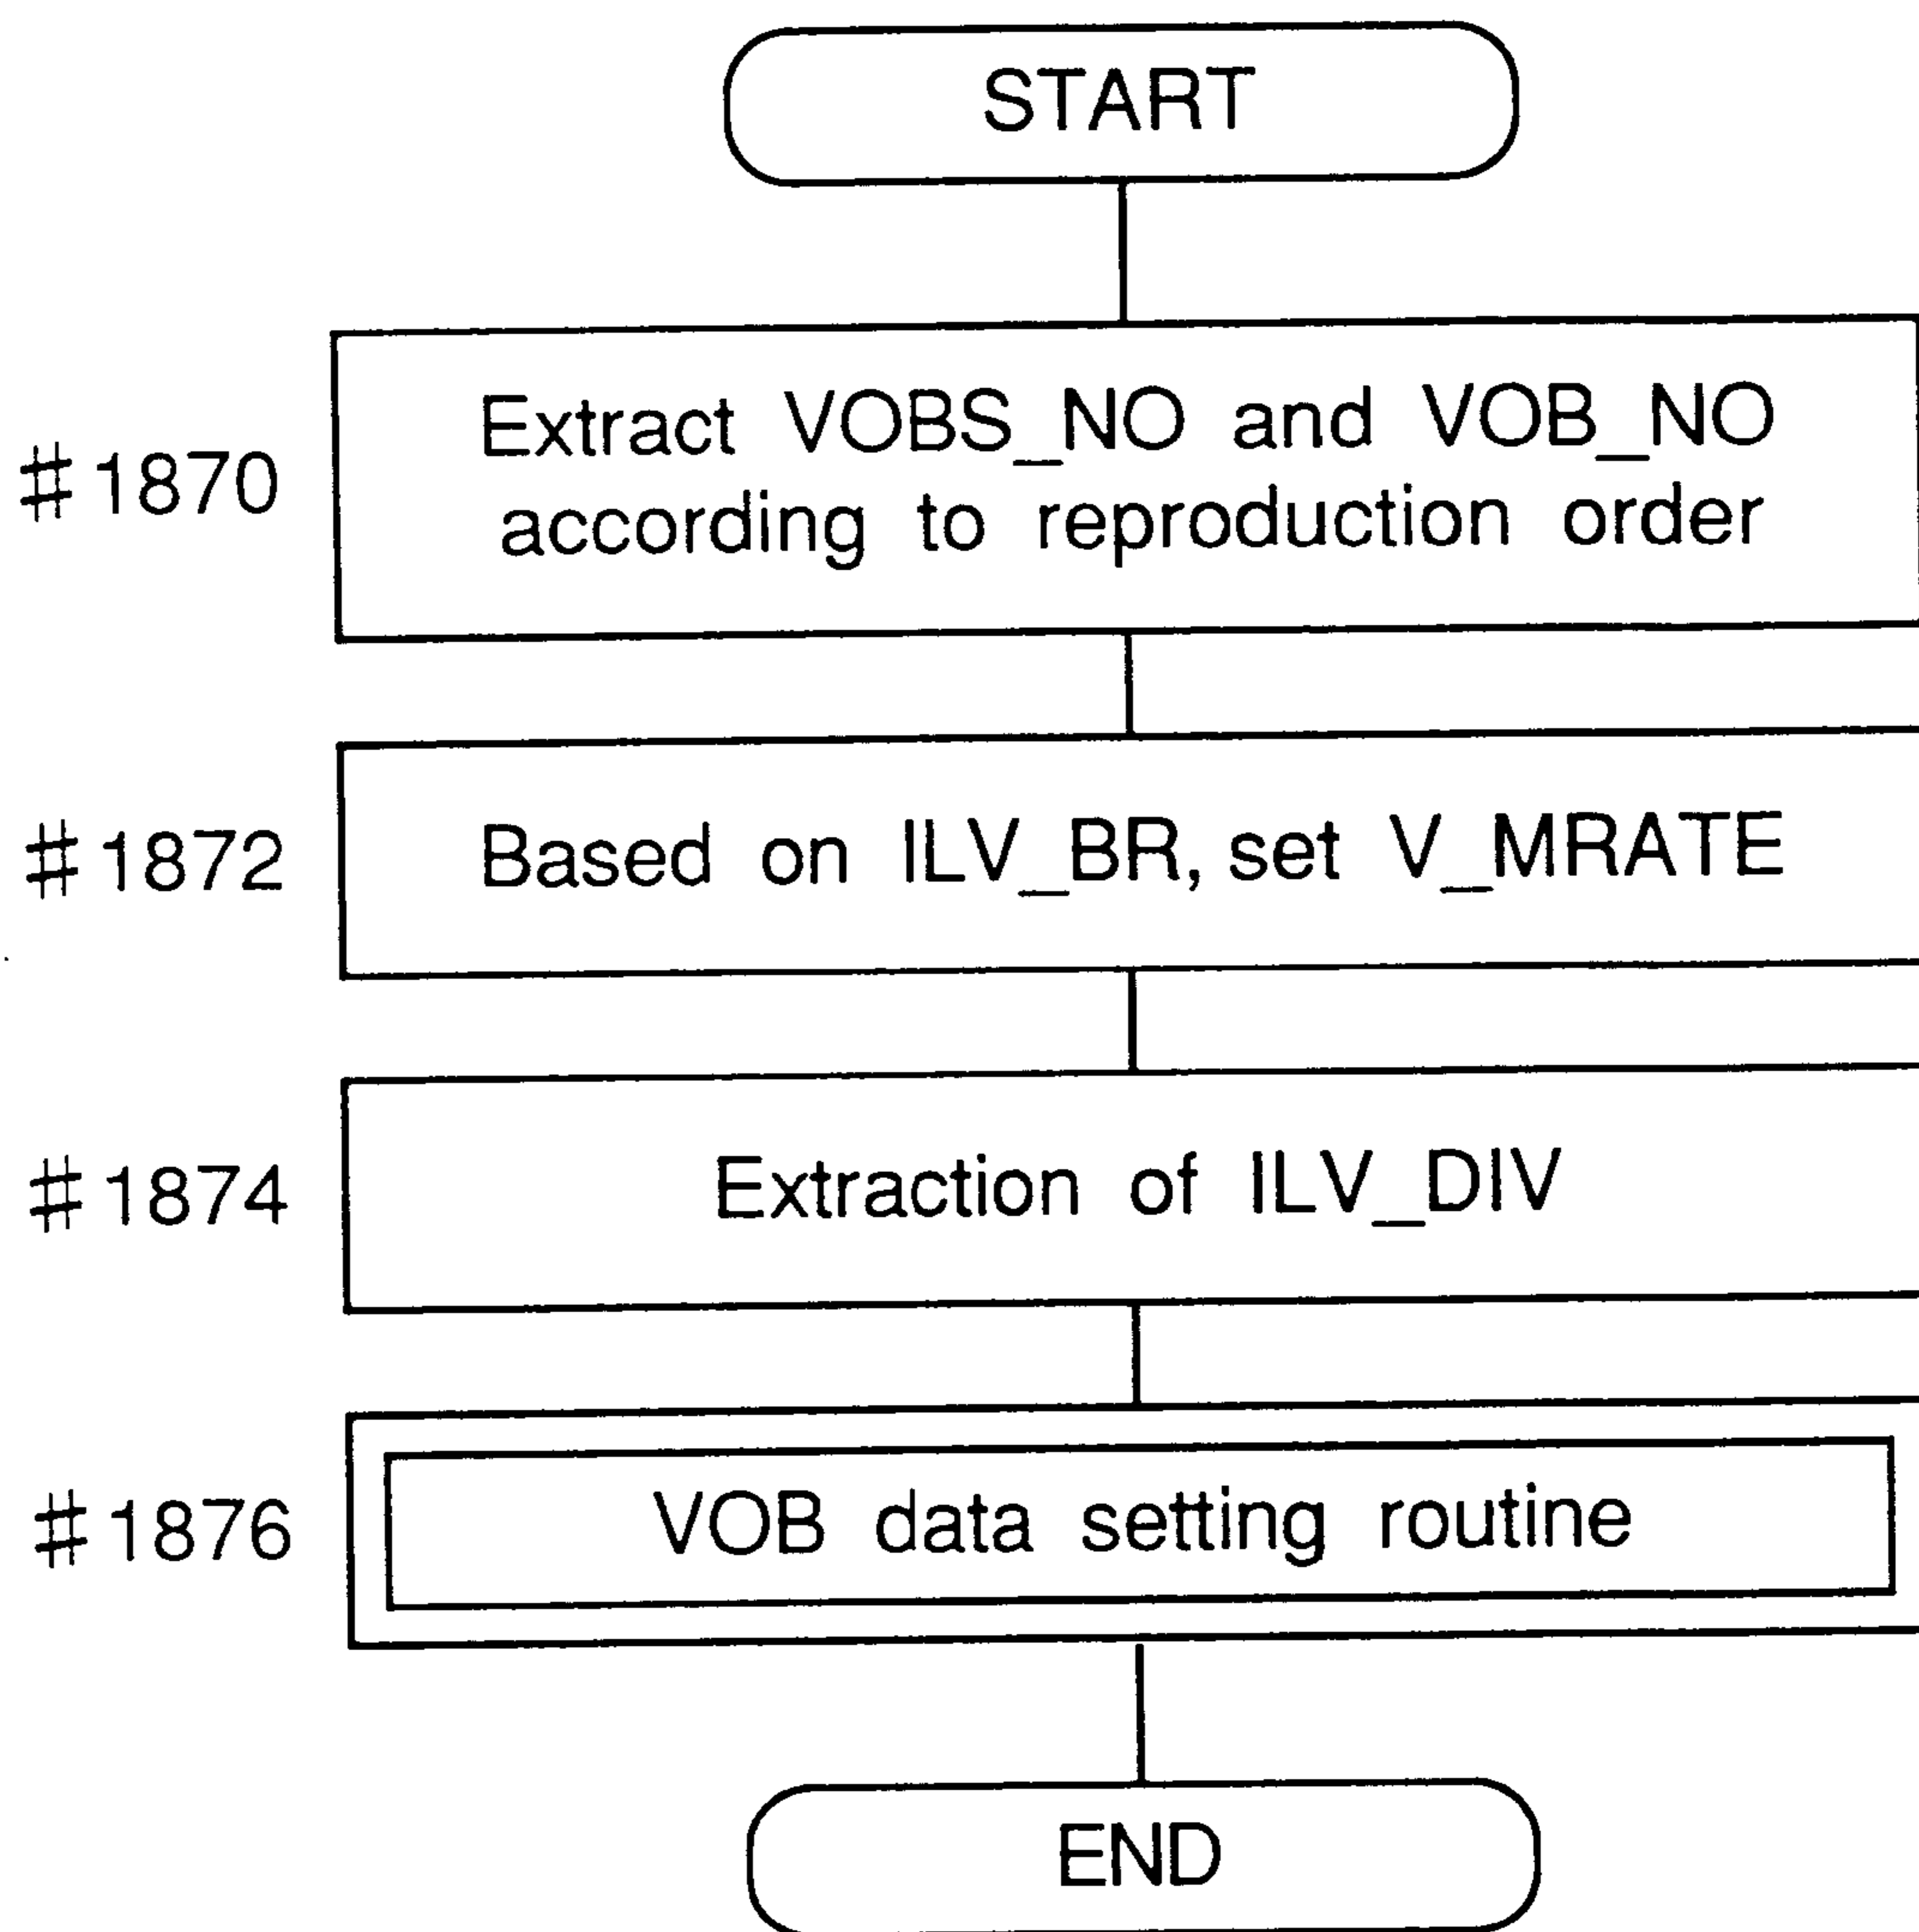 START
#1870
Extract VOBS_NO and VOB_NO
according to reproduction order
#1872
Based on ILV_BR, set V_MRATE
#1874
Extraction of ILV_DIV
#1876
VOB data setting routine
END